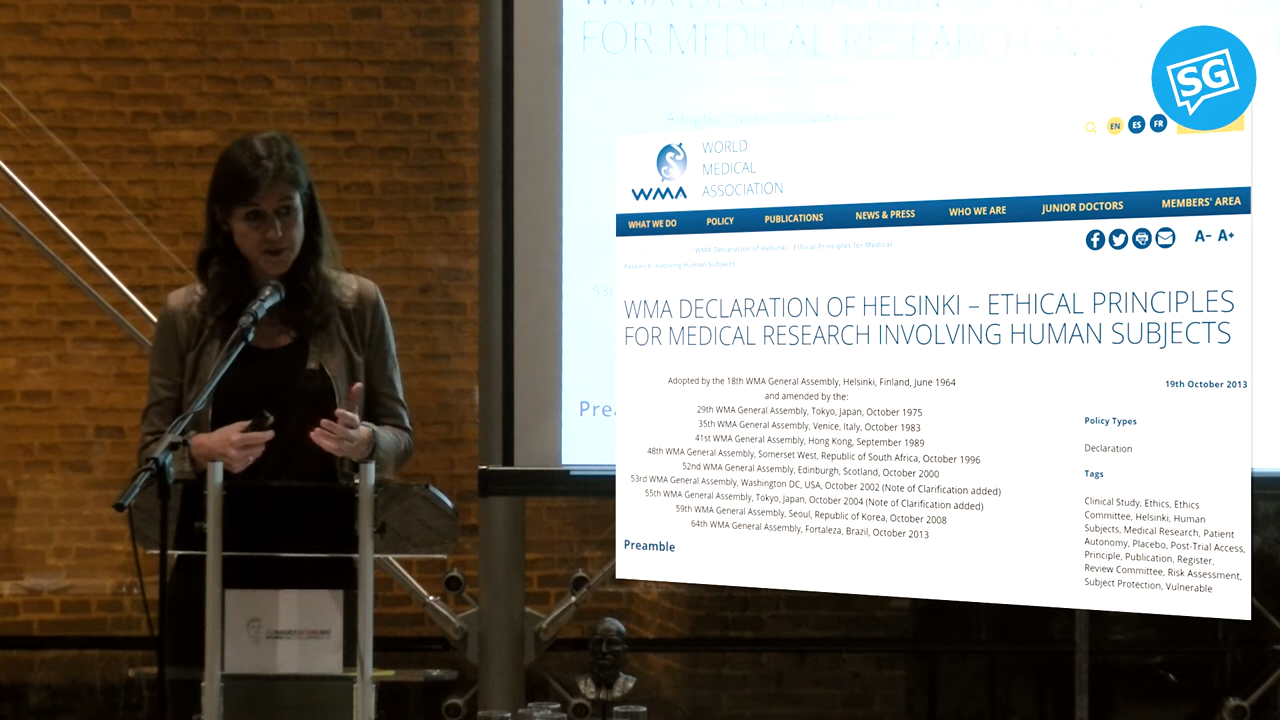 FOR MEDICAL RESEARCH
SG
EN ES FR
WORLD
MEDICAL
ASSOCIATION
WMA
WHAT WE DO POLICY PUBLICATIONS NEWS & PRESS WHO WE ARE JUNIOR DOCTORS MEMBERS' AREA
WMA Declaration of Helsinki - Ethical Principles for Medical
Research Involving Human Subjects
A- A+
WMA DECLARATION OF HELSINKI – ETHICAL PRINCIPLES
FOR MEDICAL RESEARCH INVOLVING HUMAN SUBJECTS
Adopted by the 18th WMA General Assembly, Helsinki, Finland, June 1964
and amended by the:
29th WMA General Assembly, Tokyo, Japan, October 1975
35th WMA General Assembly, Venice, Italy, October 1983
41st WMA General Assembly, Hong Kong, September 1989
48th WMA General Assembly, Somerset West, Republic of South Africa, October 1996
52nd WMA General Assembly, Edinburgh, Scotland, October 2000
53rd WMA General Assembly, Washington DC, USA, October 2002 (Note of Clarification added)
55th WMA General Assembly, Tokyo, Japan, October 2004 (Note of Clarification added)
59th WMA General Assembly, Seoul, Republic of Korea, October 2008
64th WMA General Assembly, Fortaleza, Brazil, October 2013
Preamble
19th October 2013
Policy Types
Declaration
Tags
Clinical Study, Ethics, Ethics
Committee, Helsinki, Human
Subjects, Medical Research, Patient
Autonomy, Placebo, Post-Trial Access,
Principle, Publication, Register,
Review Committee, Risk Assessment,
Subject Protection, Vulnerable